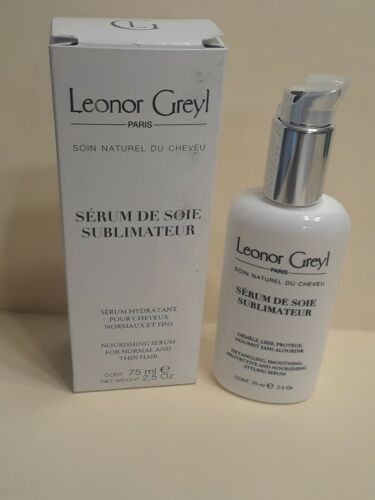 Leonor Greyl
PARIS
SOIN NATUREL DU CHEVEU
SÉRUM DE SOIE
SUBLIMATEUR
SÉRUM HYDRATANT
POUR CHEVEUX
NORMAUX ET FINS
NOURISHING SERUM
FOR NORMAL AND
THIN HAIR
CONT. 75 ml ℮
NET WEIGHT 2,5 Oz
Leonor Greyl
PARIS
SOIN NATUREL DU CHEVEU
SÉRUM DE SOIE
SUBLIMATEUR
DÉMÊLE, LISSE, PROTÈGE,
NOURRIT SANS ALOURDIR
DETANGLING, SMOOTHING,
PROTECTIVE AND NOURISHING
STYLING SERUM
CONT. 75 ml ℮ 2.5 Oz